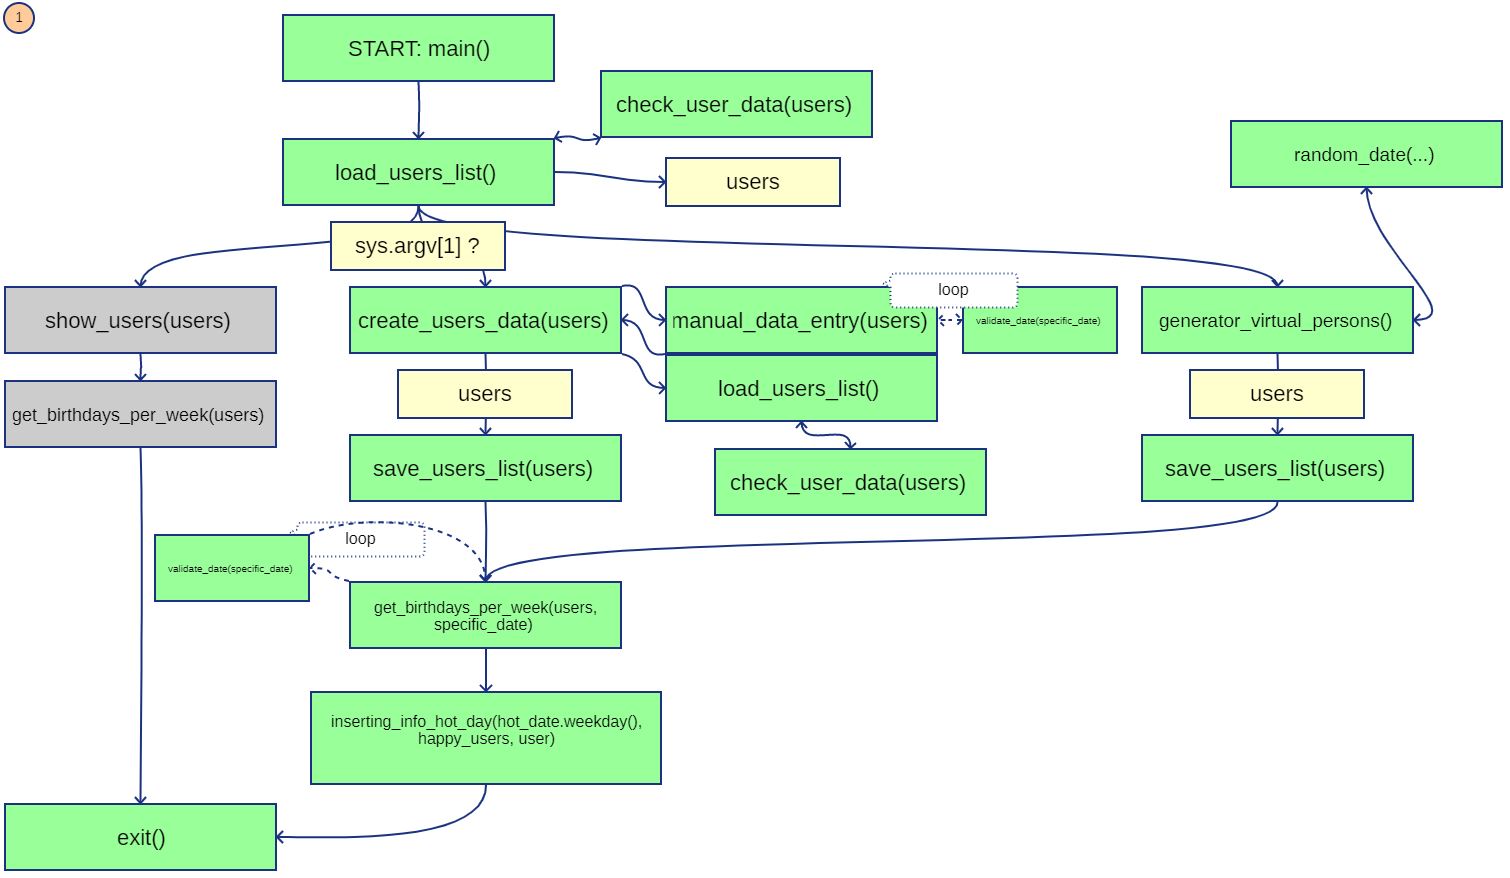 1
START: main()
check_user_data(users)
random_date(...)
load_users_list()
users
sys.argv[1] ?
show_users(users)
create_users_data(users)
manual_data_entry(users)
loop
validate_date(specific_date)
generator_virtual_persons()
get_birthdays_per_week(users)
users
load_users_list()
users
save_users_list(users)
check_user_data(users)
save_users_list(users)
loop
validate_date(specific_date)
get_birthdays_per_week(users,
specific_date)
inserting_info_hot_day(hot_date.weekday(),
happy_users, user)
exit()